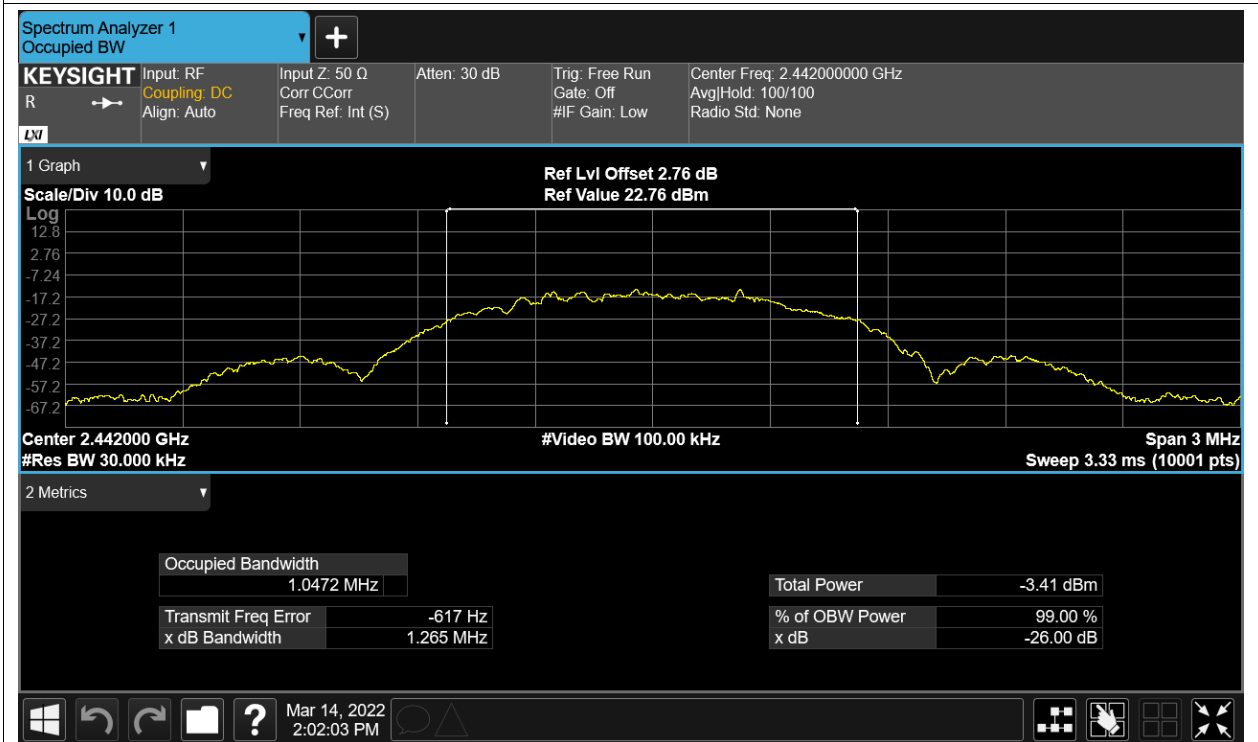 Spectrum Analyzer 1
Occupied BW
KEYSIGHT
R
LXI
Input: RF
Coupling: DC
Align: Auto
Input Z: 50 Ω
Corr CCorr
Freq Ref: Int (S)
Atten: 30 dB
Trig: Free Run
Gate: Off
#IF Gain: Low
Center Freq: 2.442000000 GHz
Avg|Hold: 100/100
Radio Std: None
1 Graph
Scale/Div 10.0 dB
Ref Lvl Offset 2.76 dB
Ref Value 22.76 dBm
Log
12.8
2.76
-7.24
-17.2
-27.2
-37.2
-47.2
-57.2
-67.2
Center 2.442000 GHz
#Res BW 30.000 kHz
#Video BW 100.00 kHz
Span 3 MHz
Sweep 3.33 ms (10001 pts)
2 Metrics
Occupied Bandwidth
1.0472 MHz
Transmit Freq Error -617 Hz
x dB Bandwidth 1.265 MHz
Total Power -3.41 dBm
% of OBW Power 99.00 %
x dB -26.00 dB
?
Mar 14, 2022
2:02:03 PM